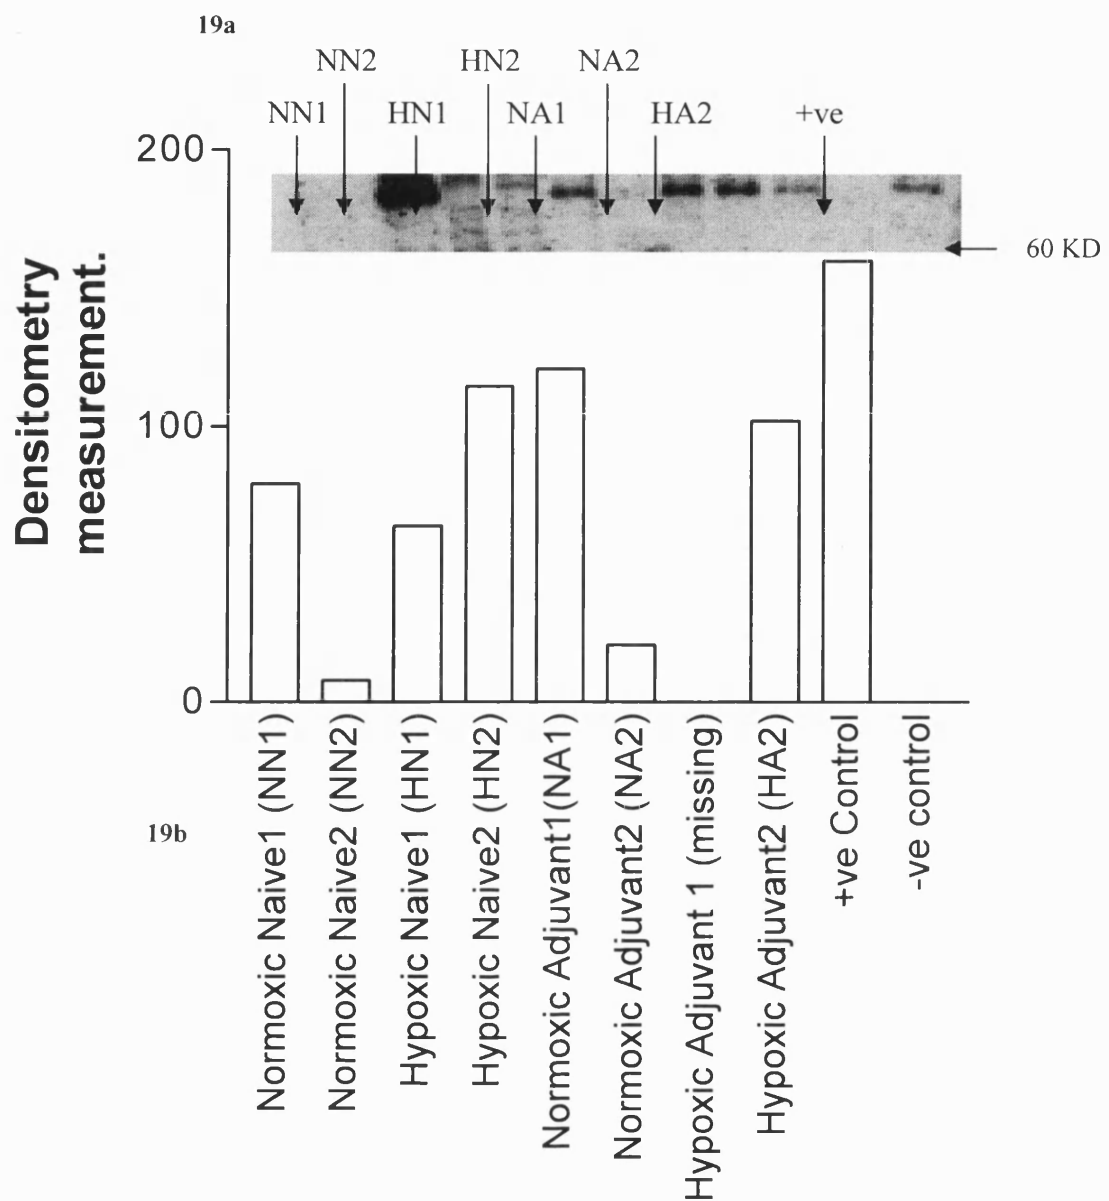 19a
NN2 HN2 NA2
NN1 HN1 NA1 HA2 +ve
200
60 KD
Densitometry
measurement.
100
0
Normoxic Naive1 (NN1)
Normoxic Naive2 (NN2)
Hypoxic Naive1 (HN1)
Hypoxic Naive2 (HN2)
Normoxic Adjuvant1(NA1)
Normoxic Adjuvant2 (NA2)
Hypoxic Adjuvant 1 (missing)
Hypoxic Adjuvant2 (HA2)
+ve Control
-ve control
19b